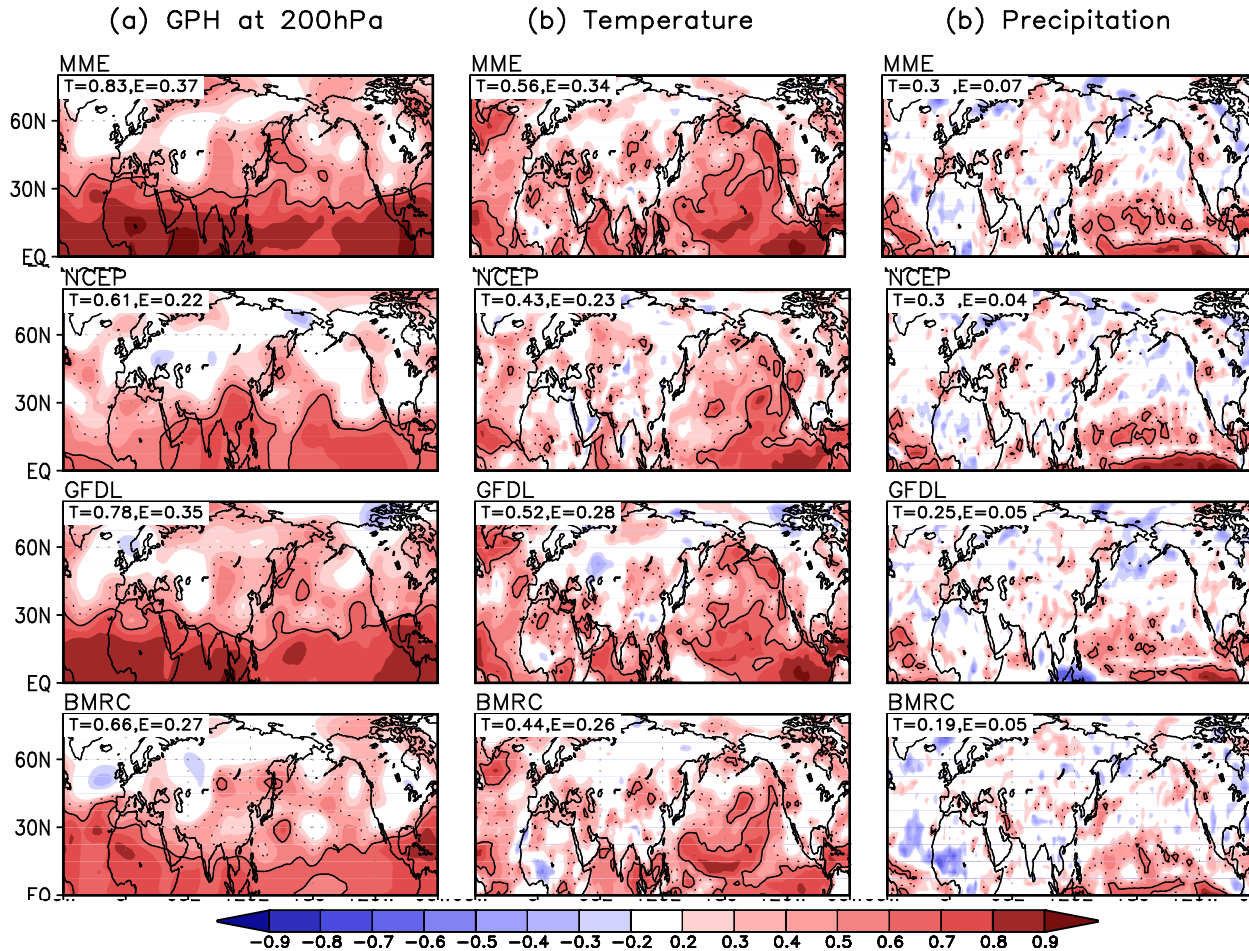 (a) GPH at 200hPa (b) Temperature (b) Precipitation
MME MME MME
T=0.83,E=0.37 T=0.56,E=0.34 T=0.3 ,E=0.07
60N
30N
EQ
NCEP NCEP NCEP
T=0.61,E=0.22 T=0.43,E=0.23 T=0.3 ,E=0.04
60N
30N
EQ
GFDL GFDL GFDL
T=0.78,E=0.35 T=0.52,E=0.28 T=0.25,E=0.05
60N
30N
EQ
BMRC BMRC BMRC
T=0.66,E=0.27 T=0.44,E=0.26 T=0.19,E=0.05
60N
30N
EQ
-0.9 -0.8 -0.7 -0.6 -0.5 -0.4 -0.3 -0.2 0.2 0.3 0.4 0.5 0.6 0.7 0.8 0.9